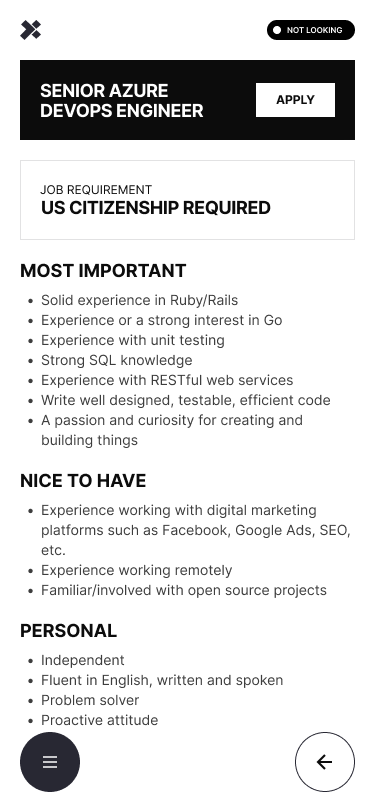 NOT LOOKING
SENIOR AZURE
DEVOPS ENGINEER
APPLY
JOB REQUIREMENT
US CITIZENSHIP REQUIRED
MOST IMPORTANT
• Solid experience in Ruby/Rails
• Experience or a strong interest in Go
• Experience with unit testing
• Strong SQL knowledge
• Experience with RESTful web services
• Write well designed, testable, efficient code
• A passion and curiosity for creating and
building things
NICE TO HAVE
• Experience working with digital marketing
platforms such as Facebook, Google Ads, SEO,
etc.
• Experience working remotely
• Familiar/involved with open source projects
PERSONAL
• Independent
• Fluent in English, written and spoken
• Problem solver
• Proactive attitude